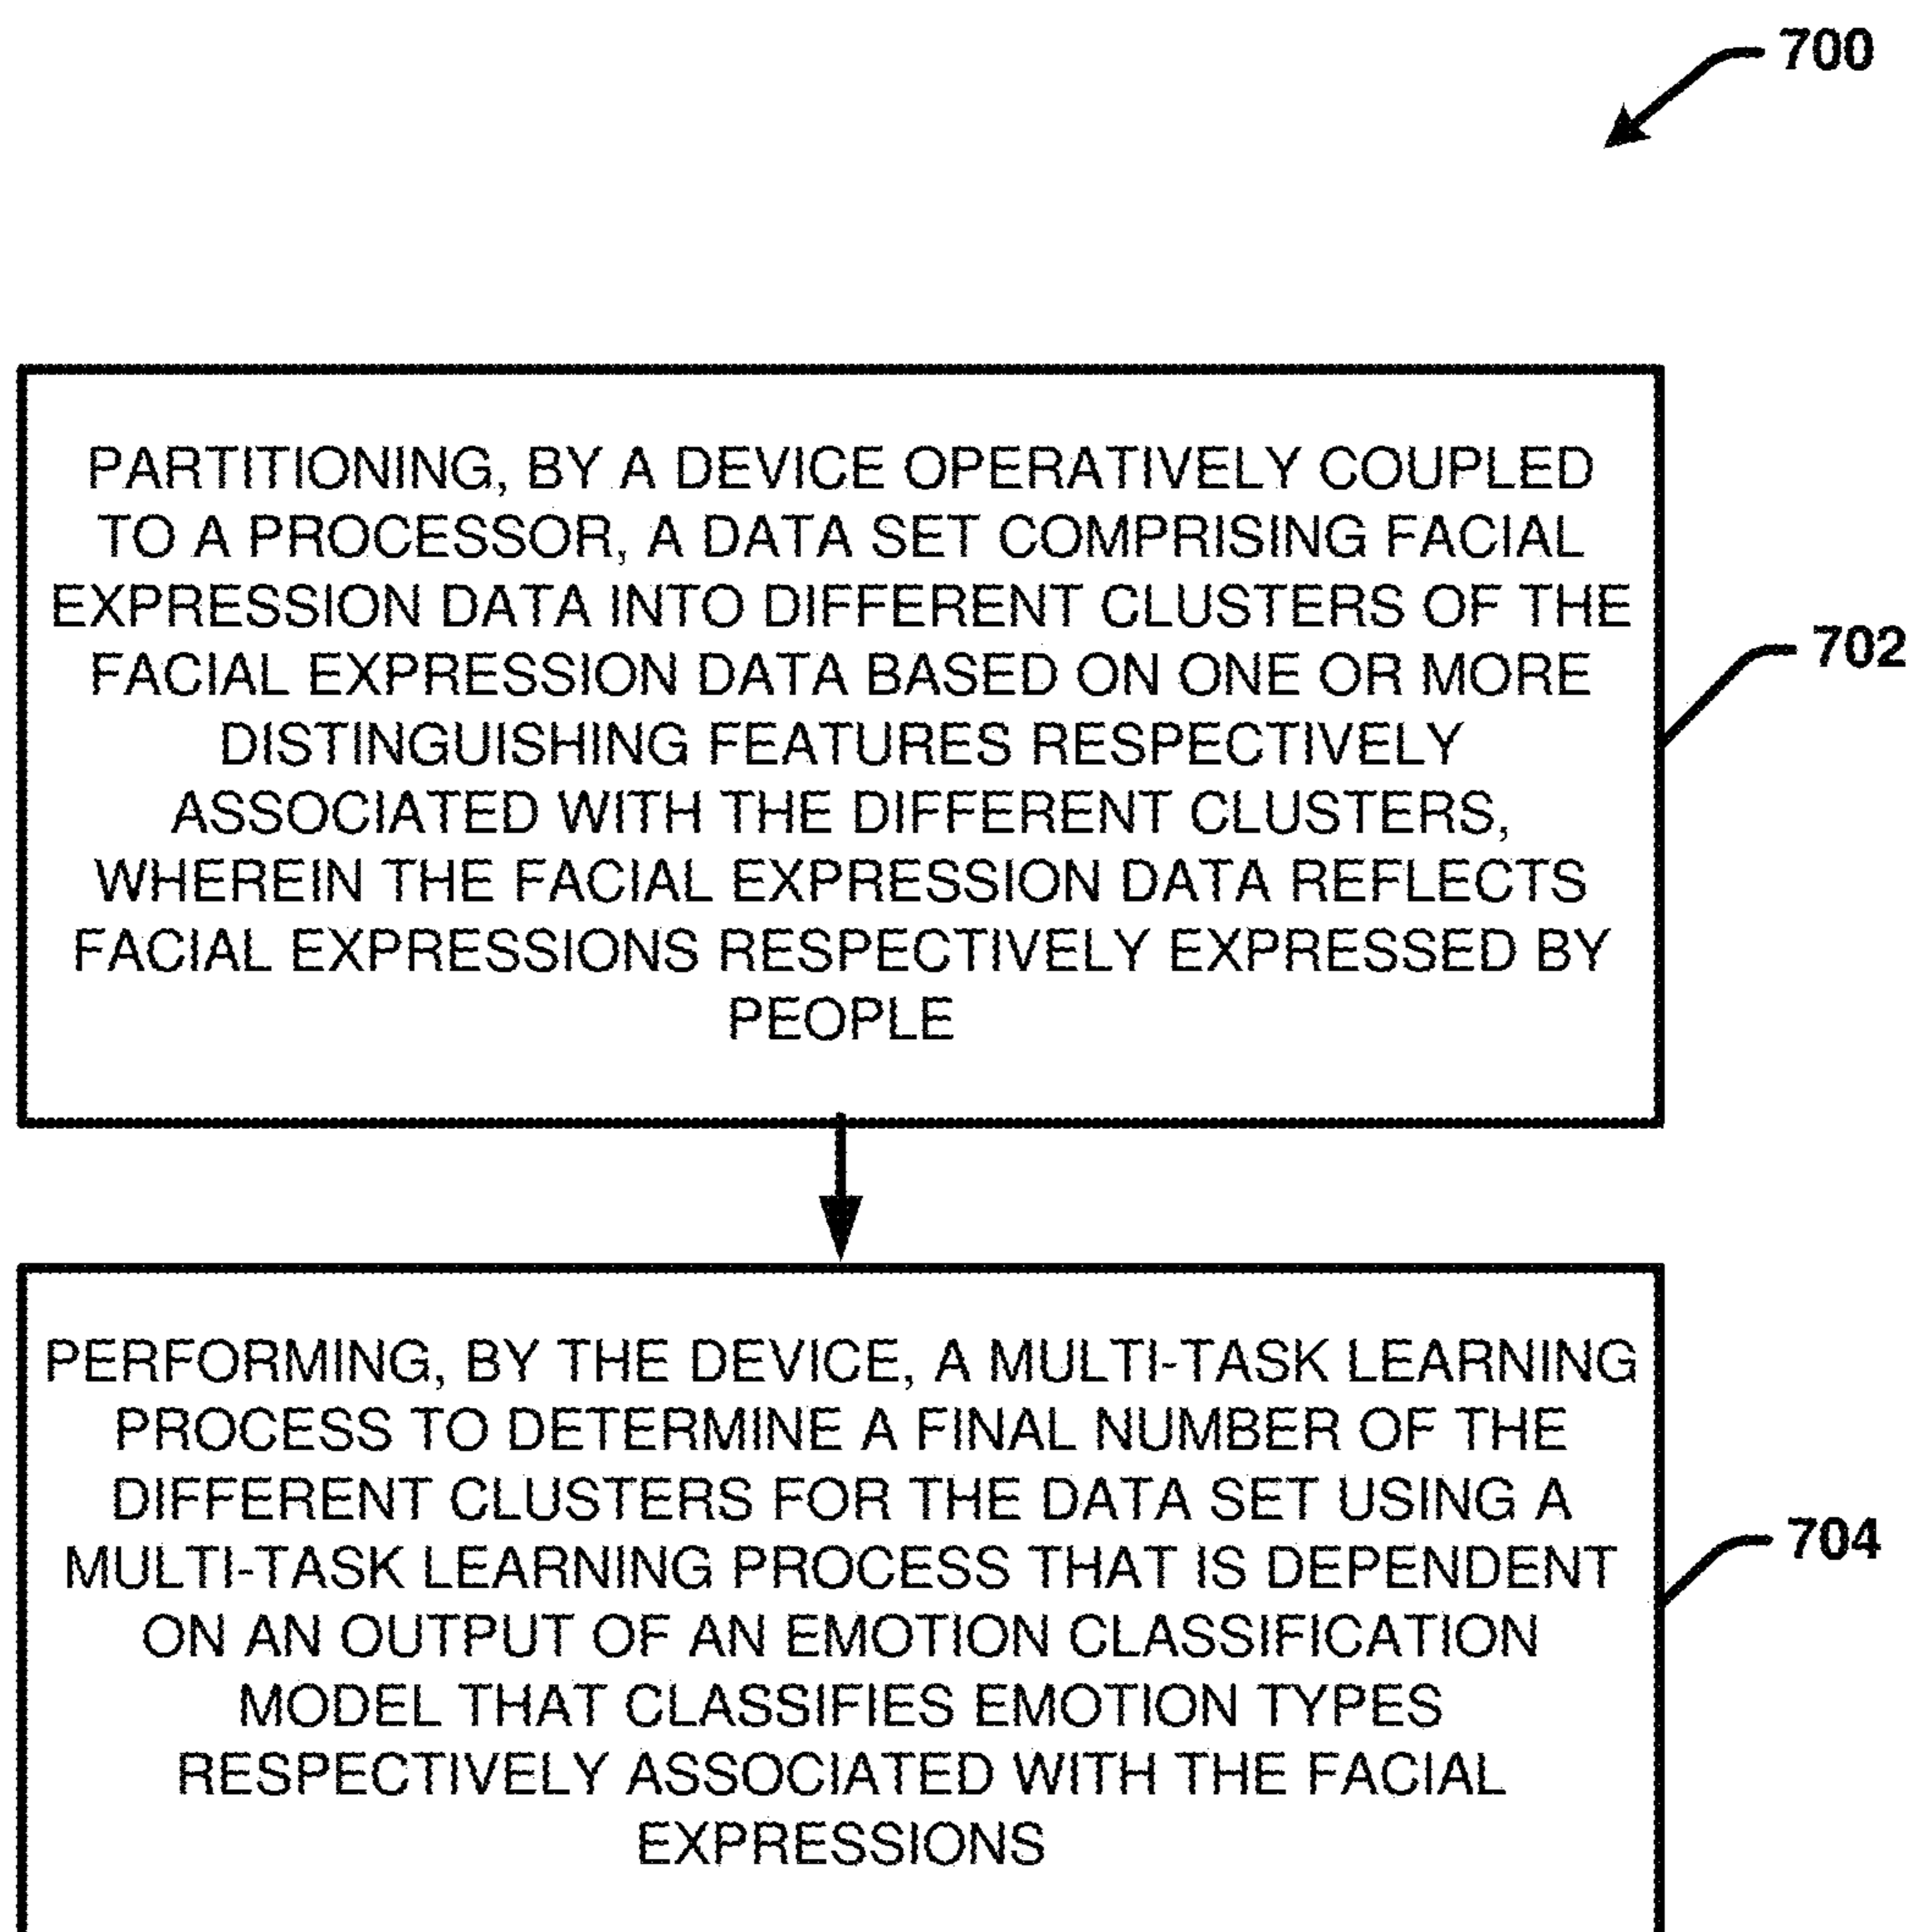 700
PARTITIONING, BY A DEVICE OPERATIVELY COUPLED
TO A PROCESSOR, A DATA SET COMPRISING FACIAL
EXPRESSION DATA INTO DIFFERENT CLUSTERS OF THE
FACIAL EXPRESSION DATA BASED ON ONE OR MORE
DISTINGUISHING FEATURES RESPECTIVELY
ASSOCIATED WITH THE DIFFERENT CLUSTERS,
WHEREIN THE FACIAL EXPRESSION DATA REFLECTS
FACIAL EXPRESSIONS RESPECTIVELY EXPRESSED BY
PEOPLE
702
PERFORMING, BY THE DEVICE, A MULTI-TASK LEARNING
PROCESS TO DETERMINE A FINAL NUMBER OF THE
DIFFERENT CLUSTERS FOR THE DATA SET USING A
MULTI-TASK LEARNING PROCESS THAT IS DEPENDENT
ON AN OUTPUT OF AN EMOTION CLASSIFICATION
MODEL THAT CLASSIFIES EMOTION TYPES
RESPECTIVELY ASSOCIATED WITH THE FACIAL
EXPRESSIONS
704